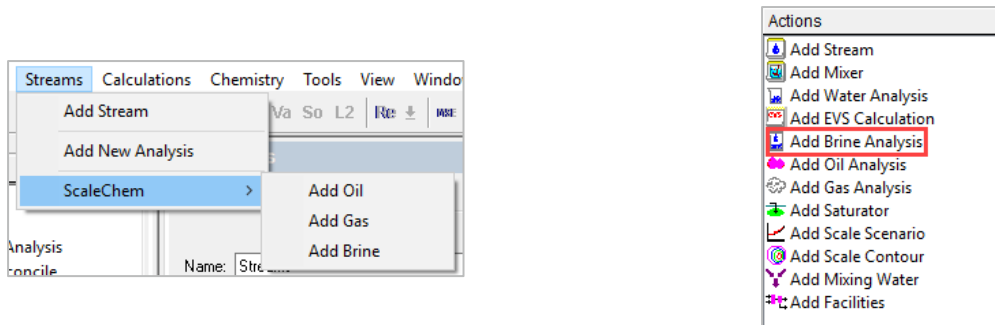 Streams Calculations Chemistry Tools View Windo
Add Stream
Va So L2 Re MSE
Add New Analysis
ScaleChem >
Add Oil
Add Gas
Add Brine
Analysis
Name:
Actions
Add Stream
Add Mixer
Add Water Analysis
EVS Add EVS Calculation
Add Brine Analysis
Add Oil Analysis
Add Gas Analysis
Add Saturator
Add Scale Scenario
Add Scale Contour
Add Mixing Water
Add Facilities